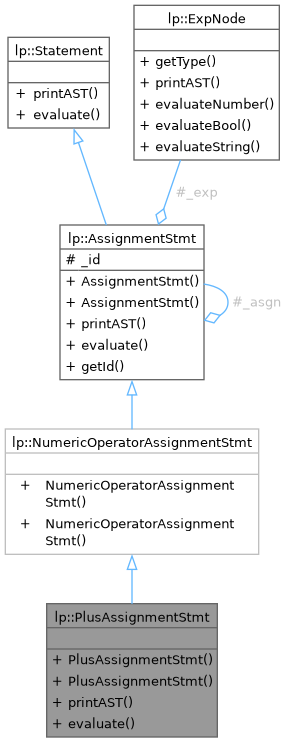 lp::ExpNode
+ getType()
+ printAST()
+ evaluateNumber()
+ evaluateBool()
+ evaluateString()
lp::Statement
+ printAST()
+ evaluate()
#_exp
lp::AssignmentStmt
# _id
+ AssignmentStmt()
+ AssignmentStmt()
+ printAST()
+ evaluate()
+ getId()
#_asgn
lp::NumericOperatorAssignmentStmt
+ NumericOperatorAssignment
Stmt()
+ NumericOperatorAssignment
Stmt()
lp::PlusAssignmentStmt
+ PlusAssignmentStmt()
+ PlusAssignmentStmt()
+ printAST()
+ evaluate()